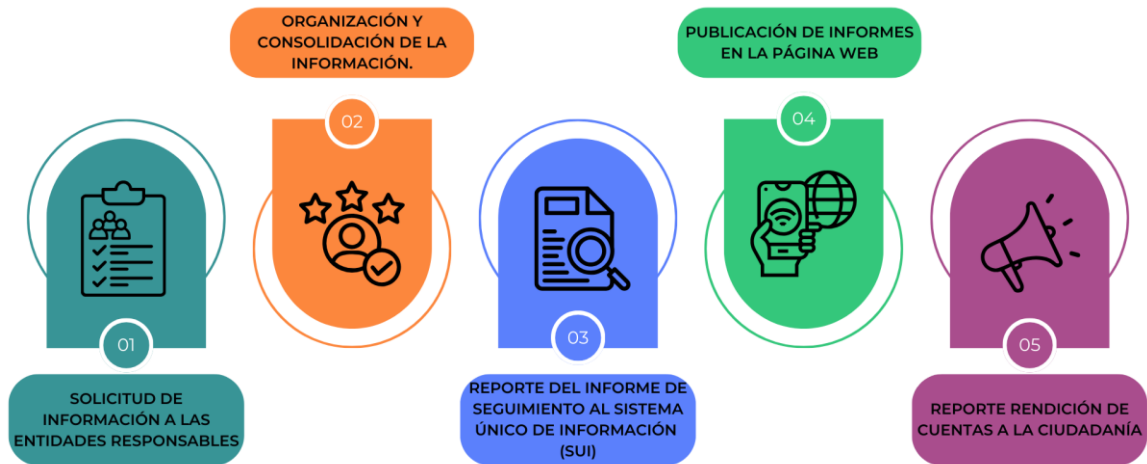 01
SOLICITUD DE
INFORMACIÓN A LAS
ENTIDADES RESPONSABLES
ORGANIZACIÓN Y
CONSOLIDACIÓN DE LA
INFORMACIÓN.
02
03
REPORTE DEL INFORME DE
SEGUIMIENTO AL SISTEMA
ÚNICO DE INFORMACIÓN
(SUI)
PUBLICACIÓN DE INFORMES
EN LA PÁGINA WEB
04
05
REPORTE RENDICIÓN DE
CUENTAS A LA CIUDADANÍA